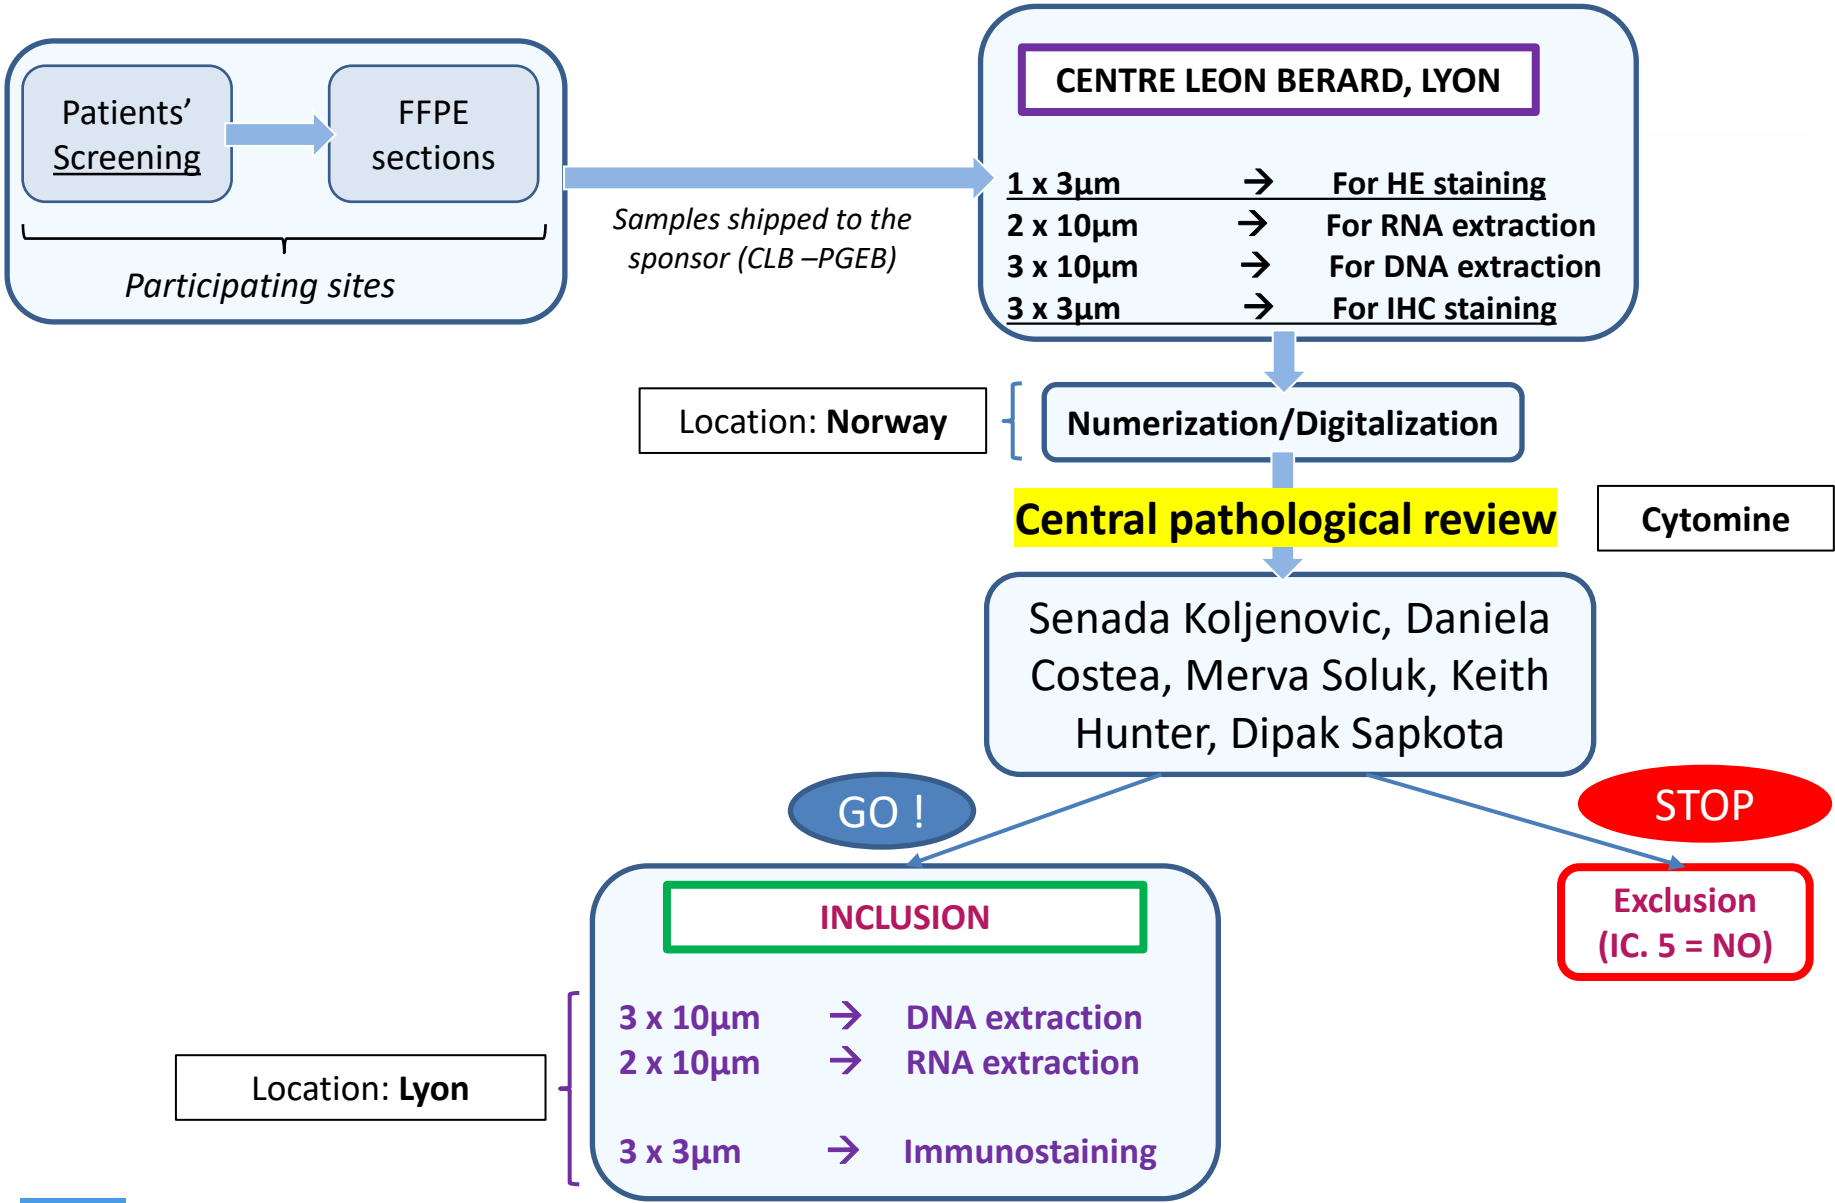 Patients'
Screening
FFPE
sections
Participating sites
Samples shipped to the
sponsor (CLB –PGEB)
CENTRE LEON BERARD, LYON
1 x 3µm → For HE staining
2 x 10µm → For RNA extraction
3 x 10µm → For DNA extraction
3 x 3µm → For IHC staining
Location: Norway
Numerization/Digitalization
Central pathological review
Cytomine
Senada Koljenovic, Daniela
Costea, Merva Soluk, Keith
Hunter, Dipak Sapkota
GO !
STOP
INCLUSION
Exclusion
(IC. 5 = NO)
3 x 10µm → DNA extraction
2 x 10µm → RNA extraction
Location: Lyon
3 x 3µm → Immunostaining